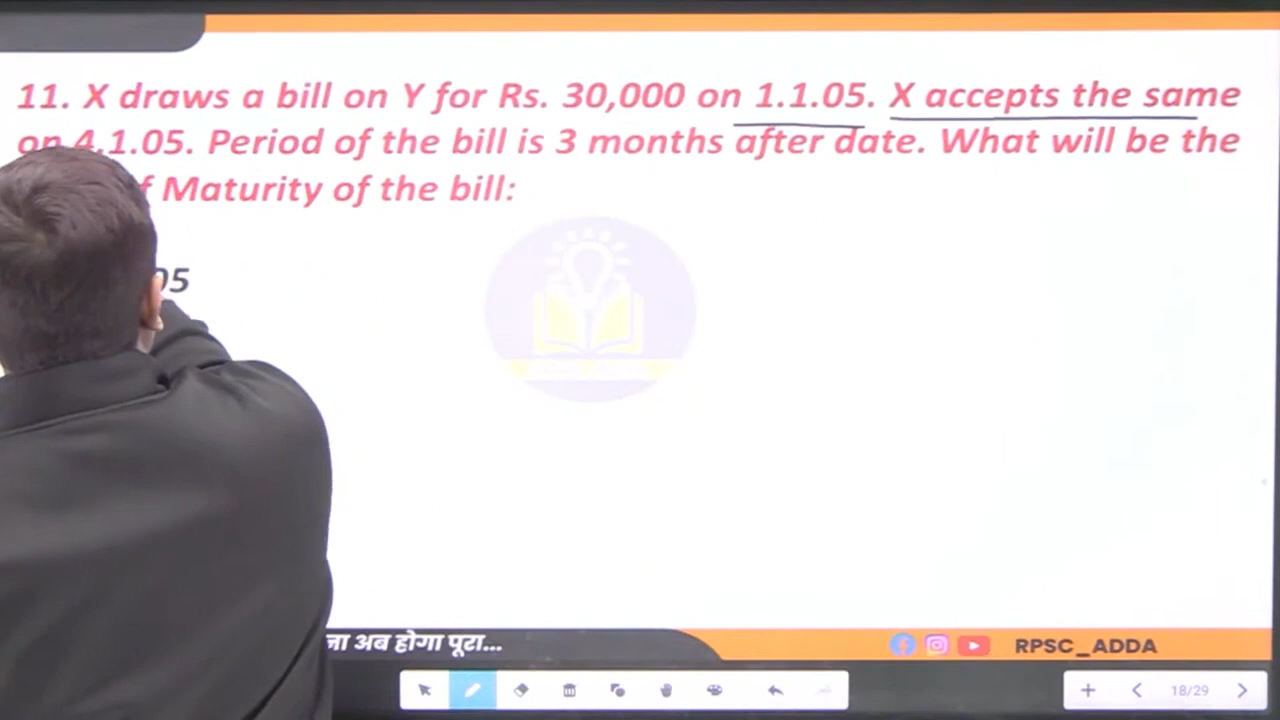 11. X draws a bill on Y for Rs. 30,000 on 1.1.05. X accepts the same
on 4.1.05. Period of the bill is 3 months after date. What will be the
Maturity of the bill:
05
अब होगा पूरा...
RPSC_ADDA
18/29